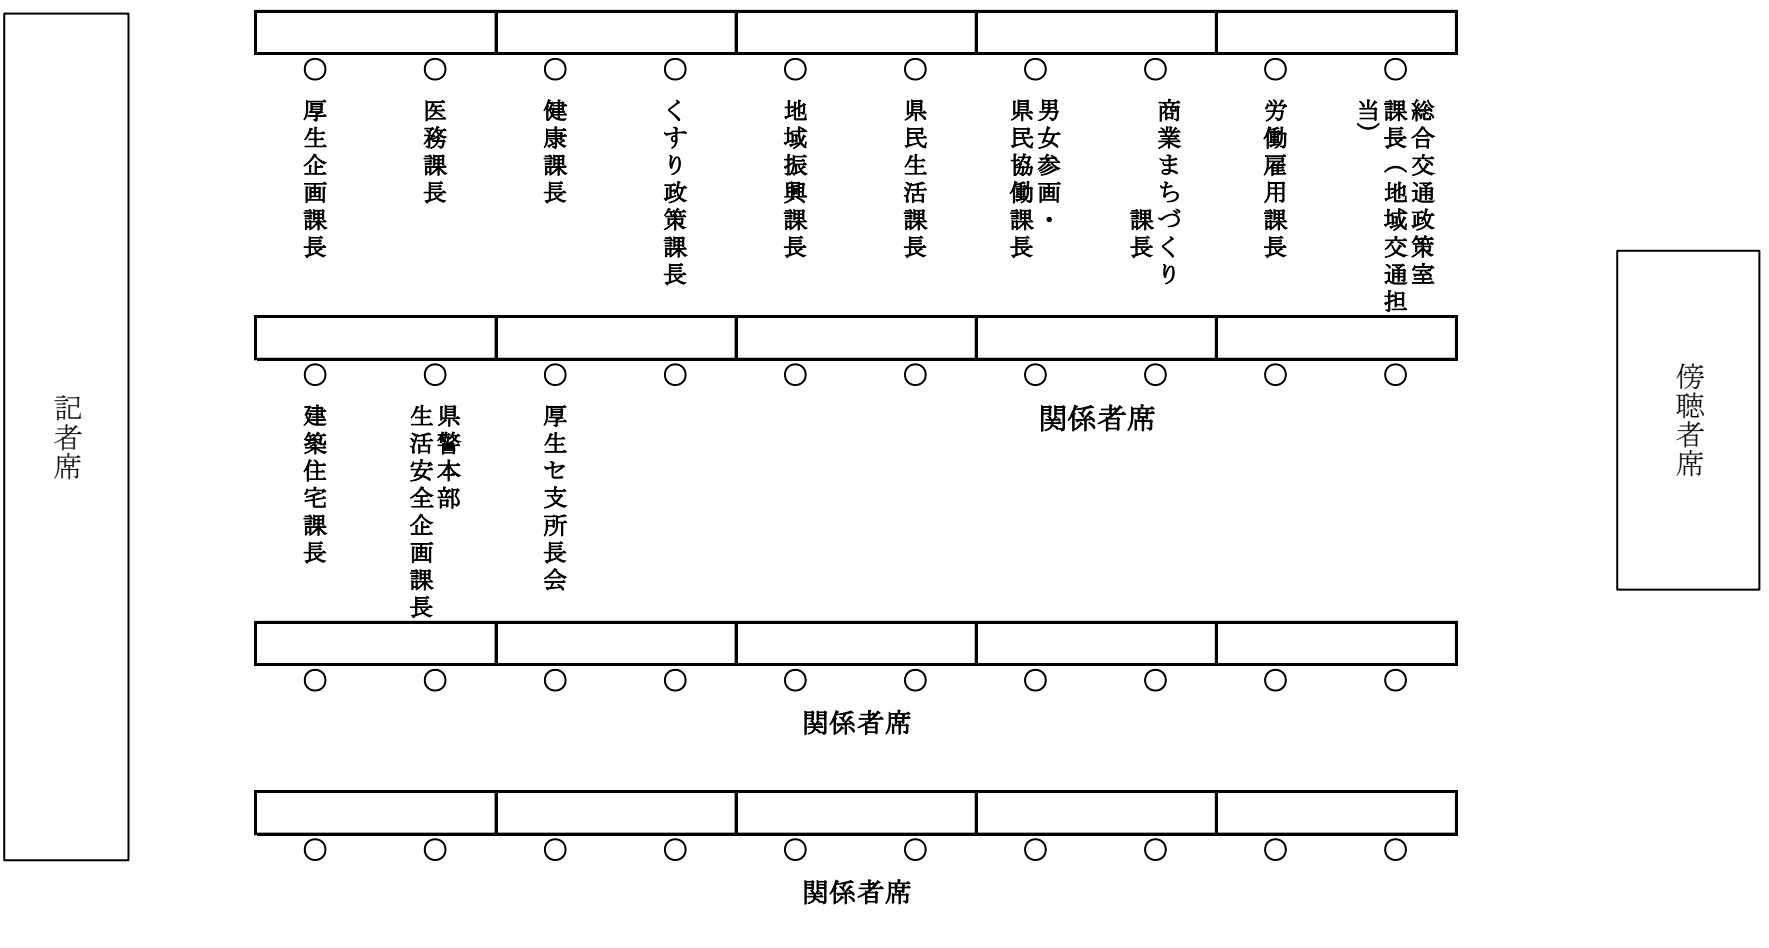 記者席
厚生企画課長
医務課長
健康課長
くすり政策課長
地域振興課長
県民生活課長
男女参画・
県民協働課長
商業まちづくり
課長
労働雇用課長
総合交通政策室
課長（地域交通担
当）
建築住宅課長
県警本部
生活安全企画課長
厚生セ支所長会
関係者席
関係者席
関係者席
傍聴者席